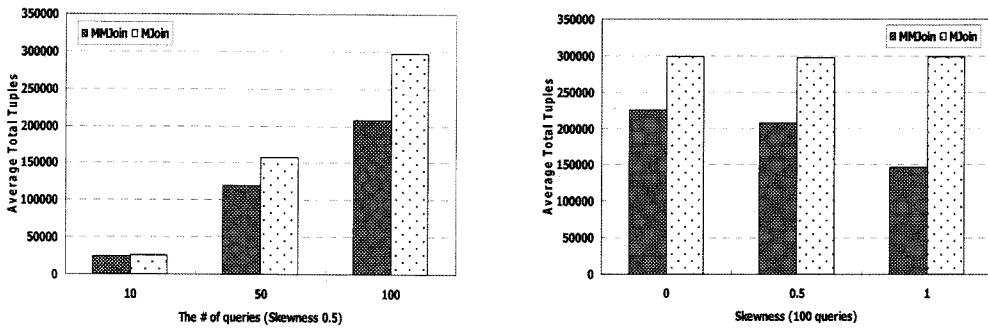 350000
300000
250000
200000
150000
100000
50000
0
Average Total Tuples
MMJoin MJoin
10 50 100
The # of queries (Skewness 0.5)
350000
300000
250000
200000
150000
100000
50000
0
Average Total Tuples
MMJoin MJoin
0 0.5 1
Skewness (100 queries)